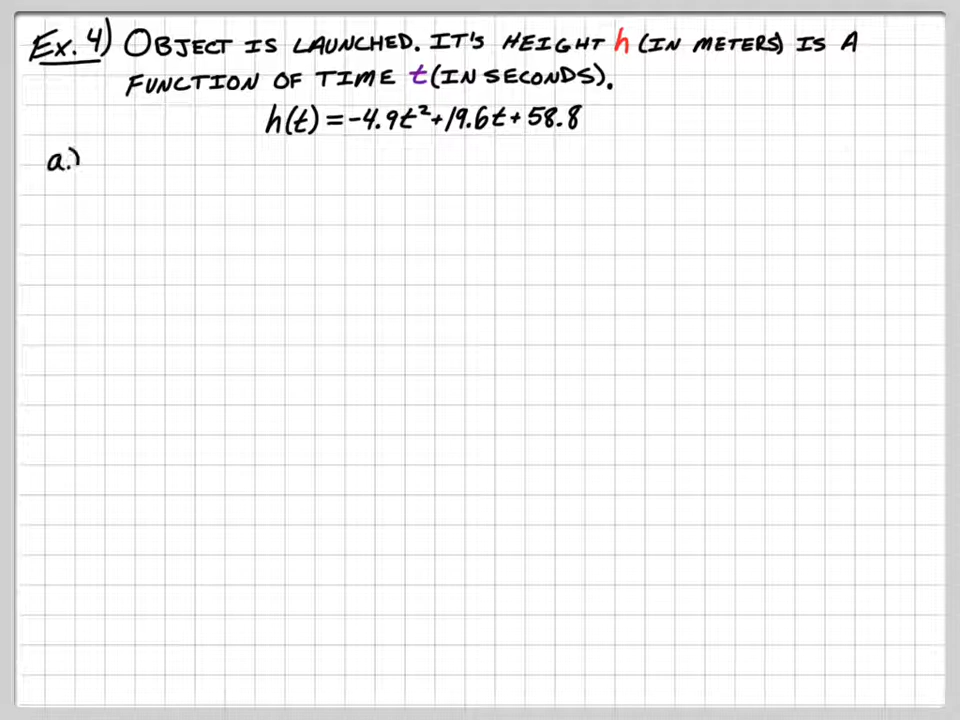 Ex. 4) OBJECT IS LAUNCHED. IT'S HEIGHT h (IN METERS) IS A
FUNCTION OF TIME t (IN SECONDS).
h(t) = -4.9t² + 19.6t + 58.8
a.)